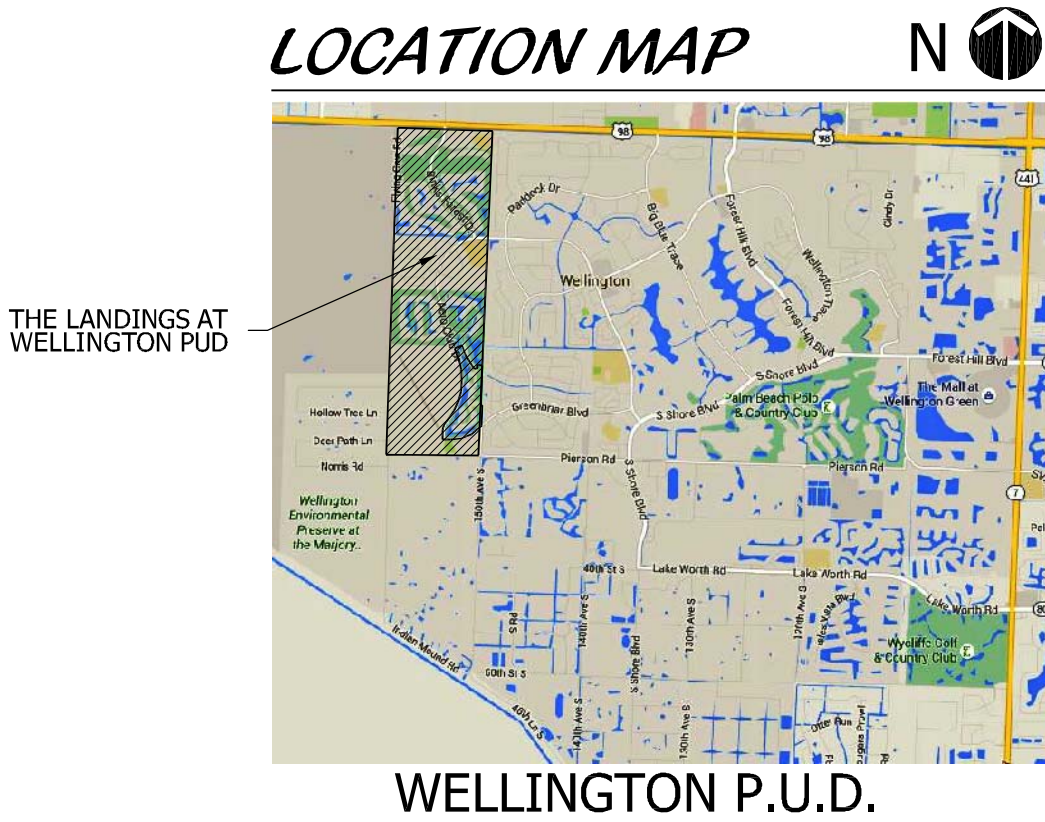 LOCATION MAP
N
98
98
441
Paddock Dr
Big Blue Trace
Forest Hill Blvd
Cindy Dr
Wellington Trace
Wellington
THE LANDINGS AT
WELLINGTON PUD
Forest Hill Blvd
Forest Hill Blvd
S Shore Blvd
The Mall at
Wellington Green
Palm Beach Polo
& Country Club
Hollow Tree Ln
Greenbriar Blvd
S Shore Blvd
Deer Path Ln
Norris Rd
Pierson Rd
Pierson Rd
S Shore Blvd
150th Ave S
7
Wellington
Environmental
Preserve at
the Marjory..
40th St S
Lake Worth Rd
Lake Worth Rd
Lake Worth Rd
S Rd
140th Ave S
130th Ave S
120th Ave S
Wycliffe Golf
& Country Club
Indian Mound Rd
S Shore Blvd
60th St S
46th Ln S
140th Ave S
130th Ave S
Otter Run
WELLINGTON P.U.D.